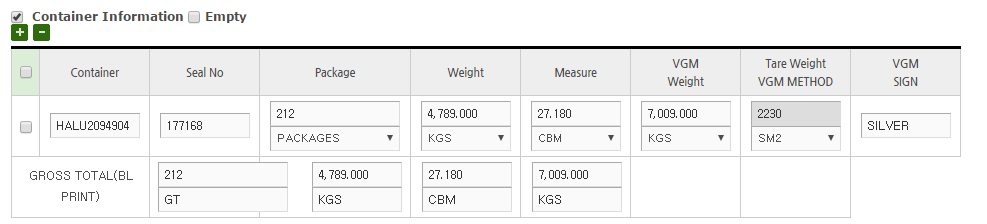 Container Information Empty
Container Seal No Package Weight Measure VGM Weight Tare Weight VGM METHOD VGM SIGN
HALU2094904 177168 212 4,789.000 27.180 7,009.000 2230 SILVER
PACKAGES KGS CBM KGS SM2
GROSS TOTAL(BL PRINT) 212 4,789.000 27.180 7,009.000
GT KGS CBM KGS